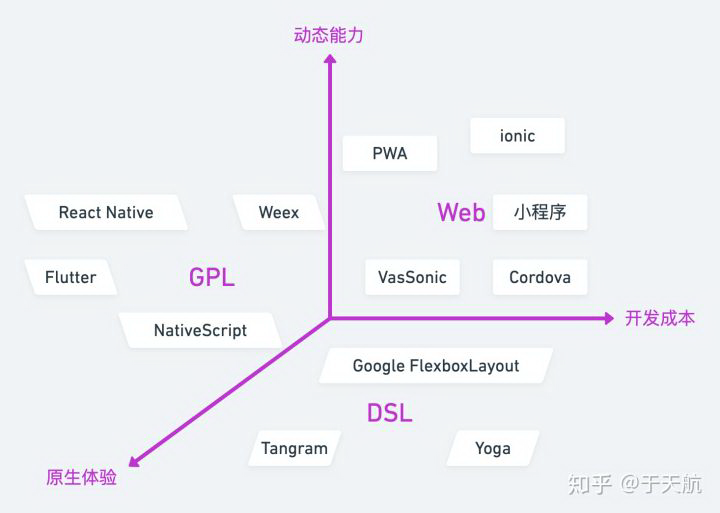 动态能力
ionic
PWA
React Native
Weex
Web
小程序
Flutter
GPL
VasSonic
Cordova
NativeScript
开发成本
Google FlexboxLayout
DSL
Tangram
Yoga
原生体验
知乎 @于天航